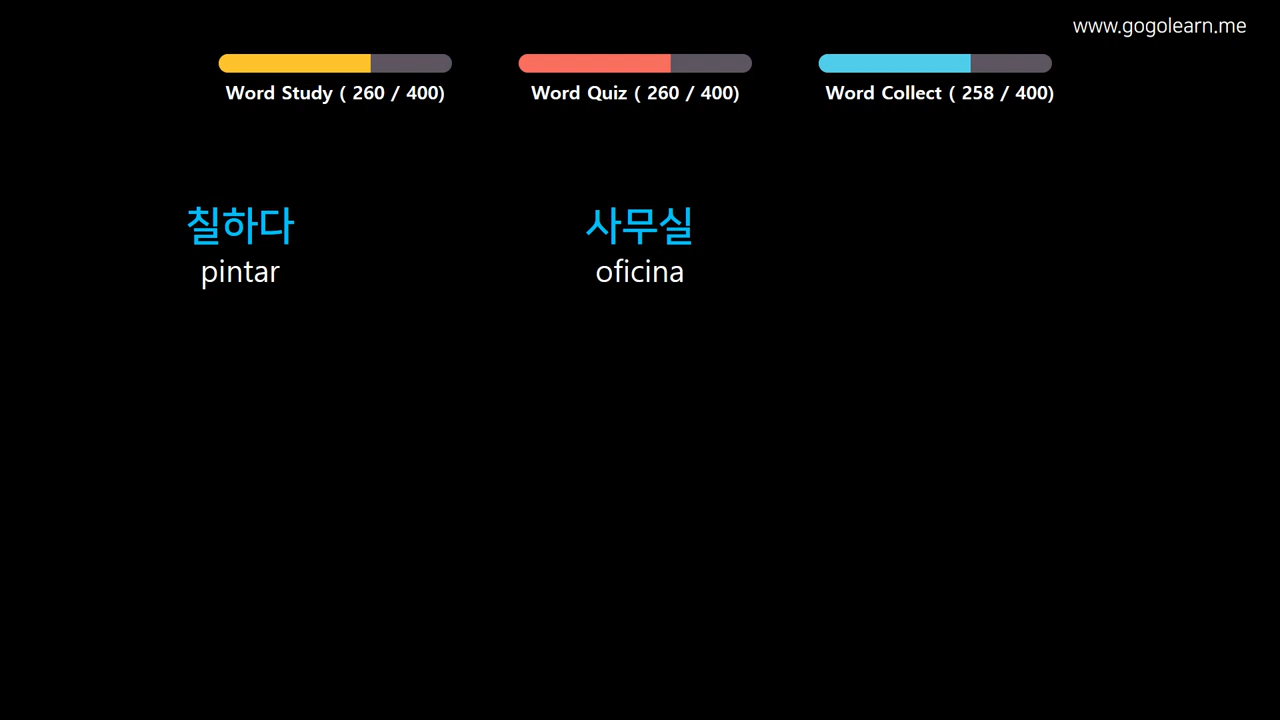 www.gogolearn.me
Word Study ( 260 / 400)
Word Quiz ( 260 / 400)
Word Collect ( 258 / 400)
칠하다
pintar
사무실
oficina